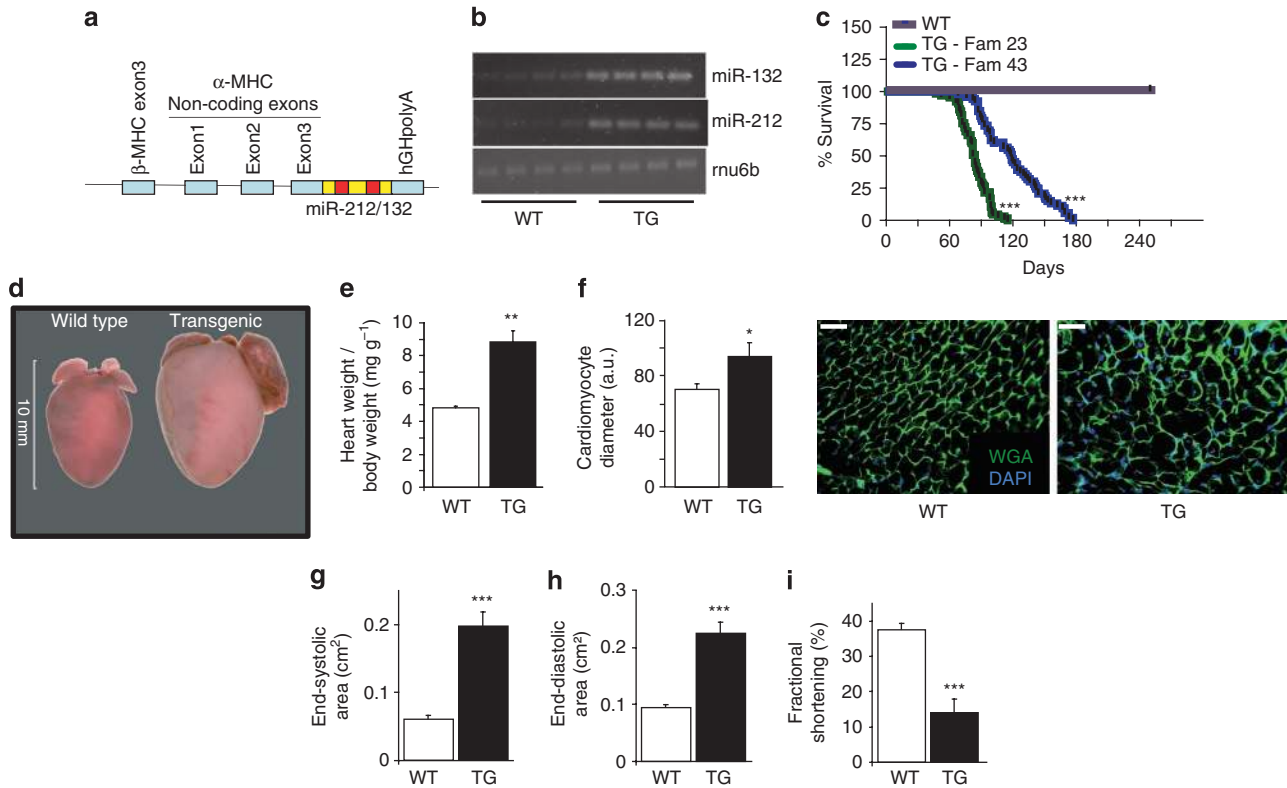 a
β-MHC exon3
α-MHC
Non-coding exons
Exon1
Exon2
Exon3
hGHpolyA
miR-212/132
b
miR-132
miR-212
rnu6b
WT
TG
c
WT
TG - Fam 23
TG - Fam 43
% Survival
150
125
100
75
50
25
0
***
***
0
60
120
180
240
Days
d
Wild type
Transgenic
10 mm
e
Heart weight /
body weight (mg g⁻¹)
10
8
6
4
2
0
**
WT
TG
f
Cardiomyocyte
diameter (a.u.)
120
80
40
0
*
WT
TG
WGA
DAPI
WT
TG
g
End-systolic
area (cm²)
0.2
0.1
0
***
WT
TG
h
End-diastolic
area (cm²)
0.3
0.2
0.1
0
***
WT
TG
i
Fractional
shortening (%)
40
30
20
10
0
***
WT
TG